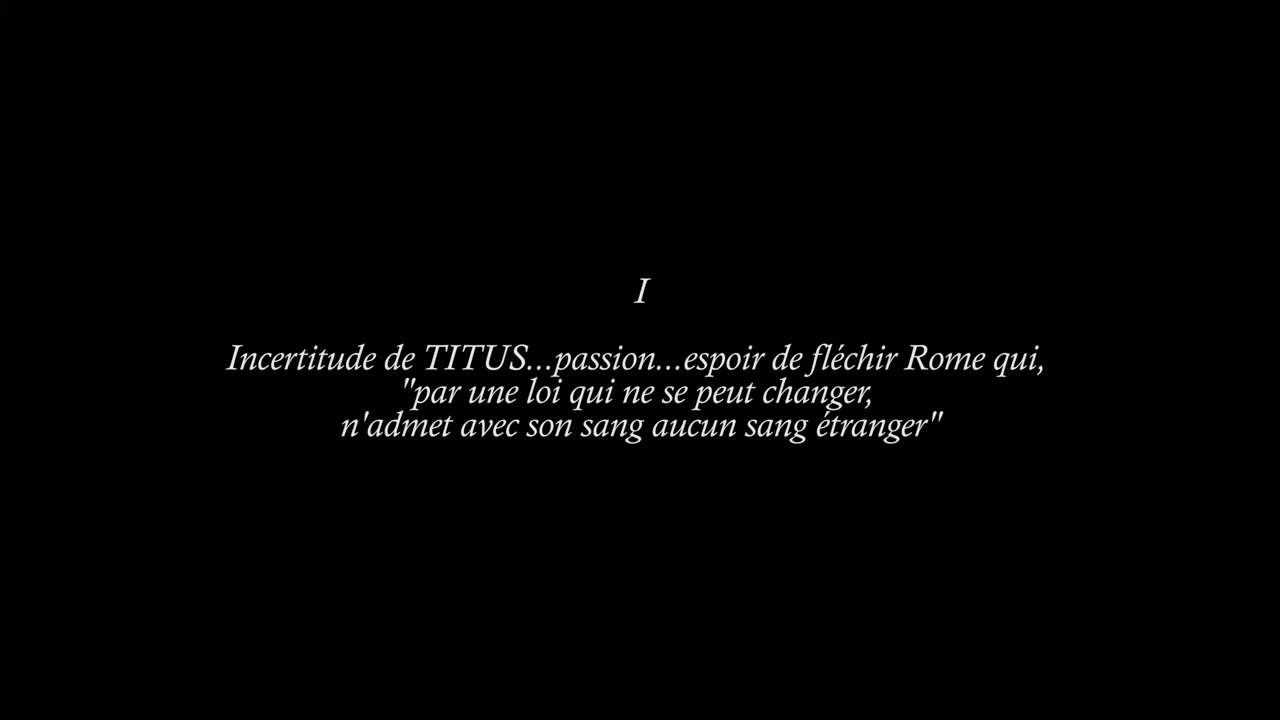 I
Incertitude de TITUS...passion...espoir de fléchir Rome qui,
"par une loi qui ne se peut changer,
n'admet avec son sang aucun sang étranger"